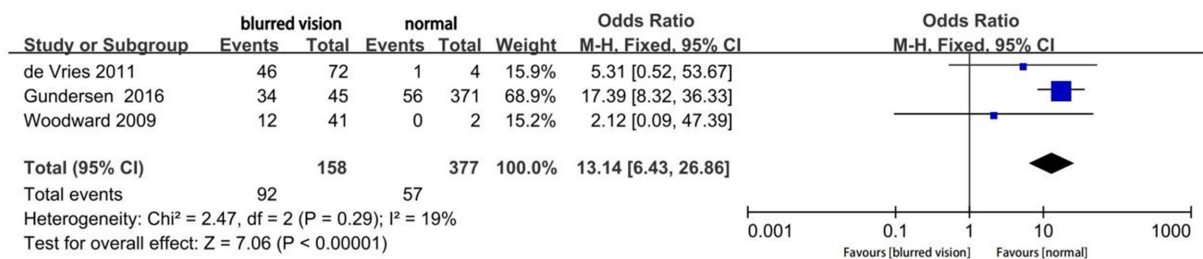 blurred vision normal Odds Ratio Odds Ratio
Study or Subgroup Events Total Events Total Weight M-H, Fixed, 95% CI M-H, Fixed, 95% CI
de Vries 2011 46 72 1 4 15.9% 5.31 [0.52, 53.67]
Gundersen 2016 34 45 56 371 68.9% 17.39 [8.32, 36.33]
Woodward 2009 12 41 0 2 15.2% 2.12 [0.09, 47.39]
Total (95% CI) 158 377 100.0% 13.14 [6.43, 26.86]
Total events 92 57
Heterogeneity: Chi² = 2.47, df = 2 (P = 0.29); I² = 19%
Test for overall effect: Z = 7.06 (P < 0.00001)
0.001 0.1 1 10 1000
Favours [blurred vision] Favours [normal]